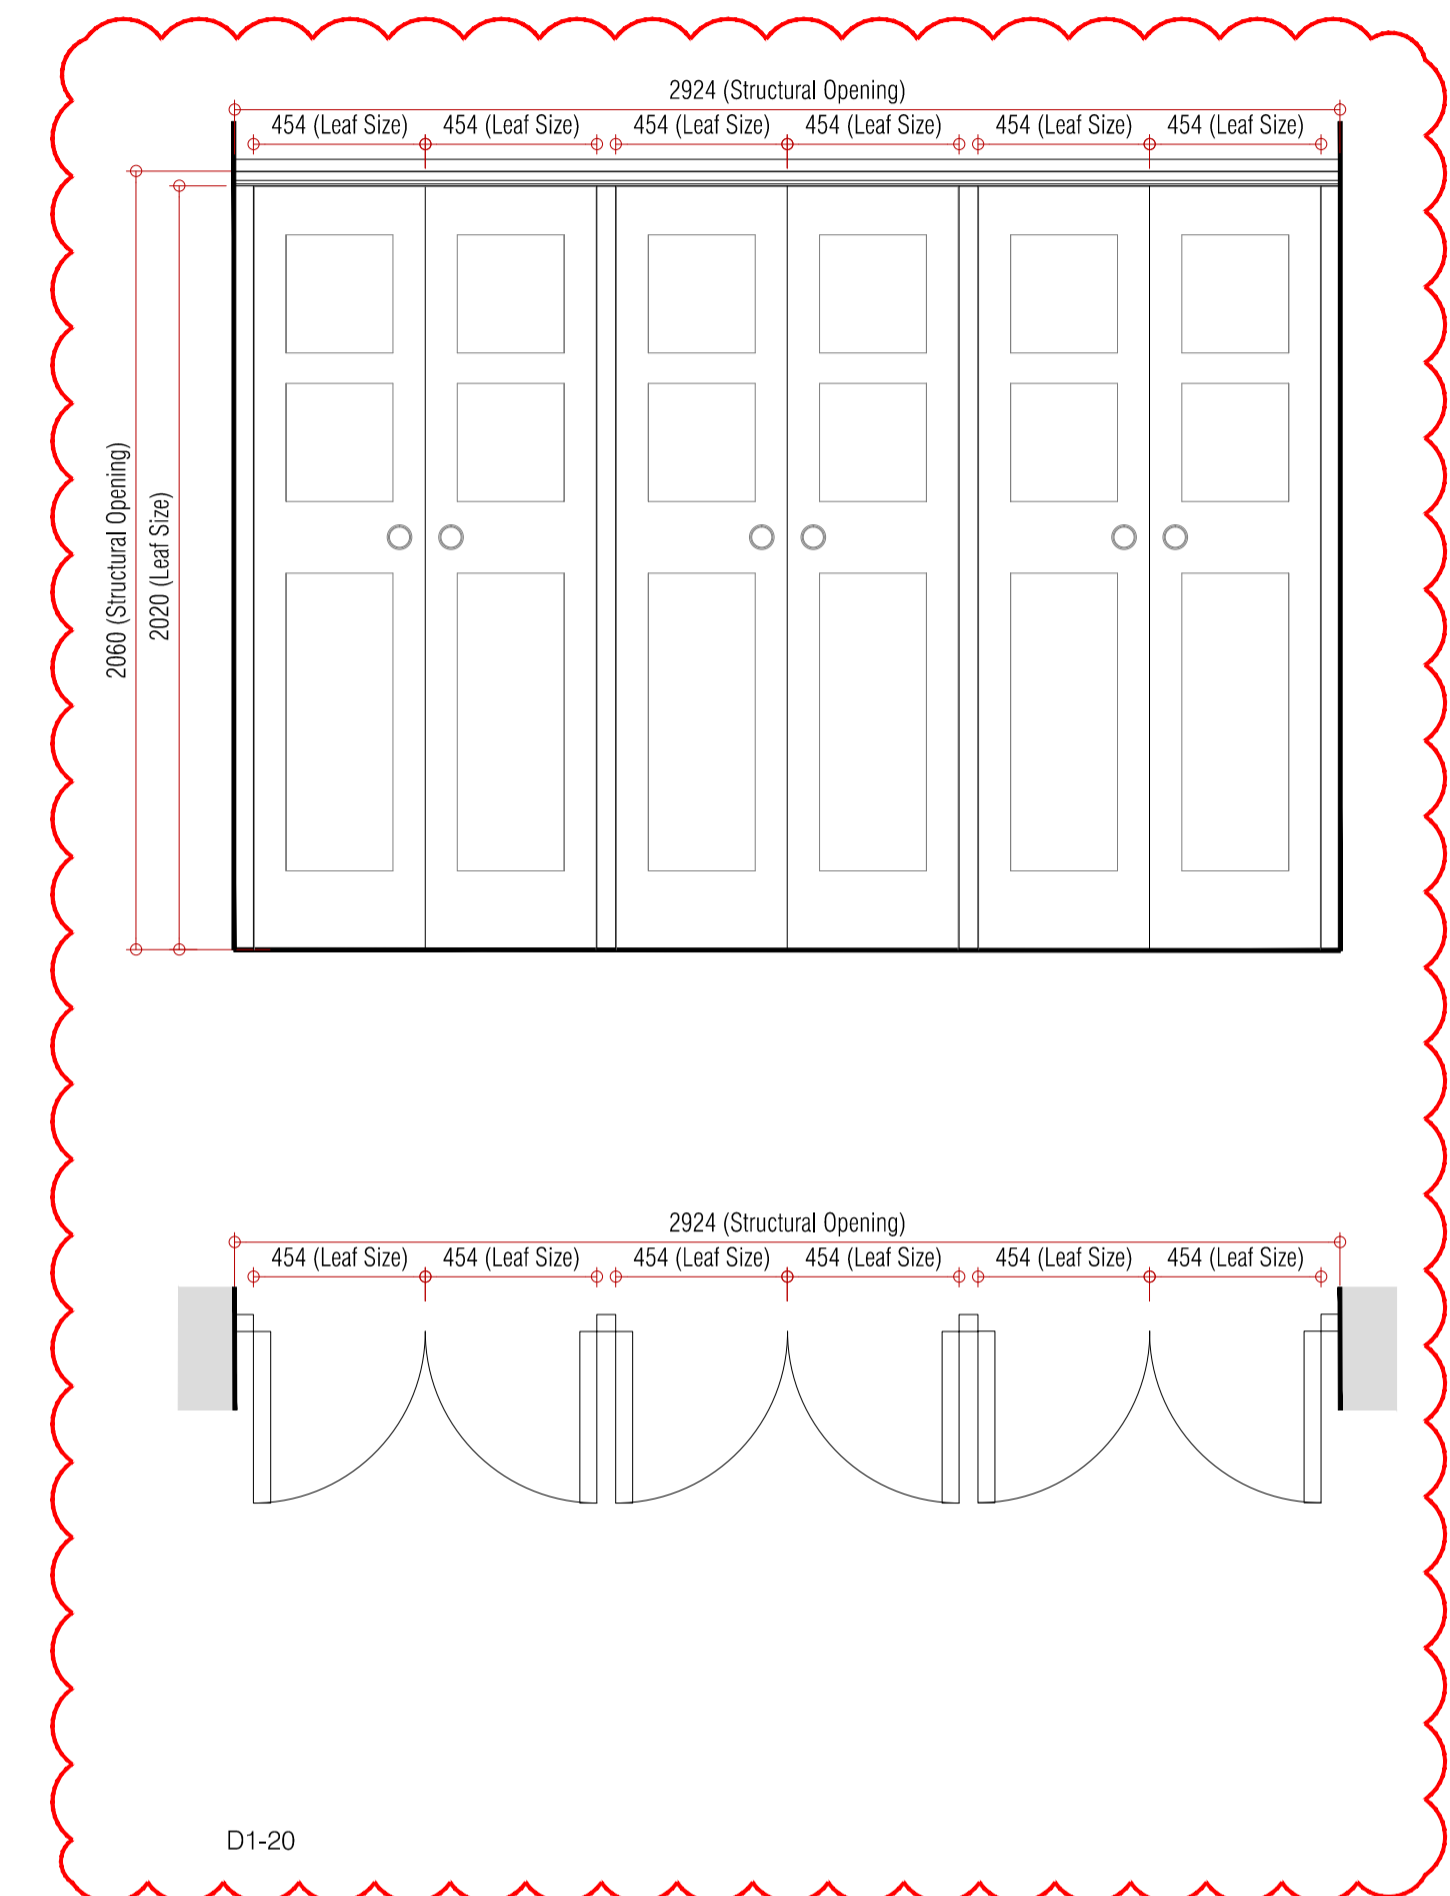 2924 (Structural Opening)
454 (Leaf Size) 454 (Leaf Size) 454 (Leaf Size) 454 (Leaf Size) 454 (Leaf Size) 454 (Leaf Size)
2060 (Structural Opening)
2020 (Leaf Size)
2924 (Structural Opening)
454 (Leaf Size) 454 (Leaf Size) 454 (Leaf Size) 454 (Leaf Size) 454 (Leaf Size) 454 (Leaf Size)
D1-20